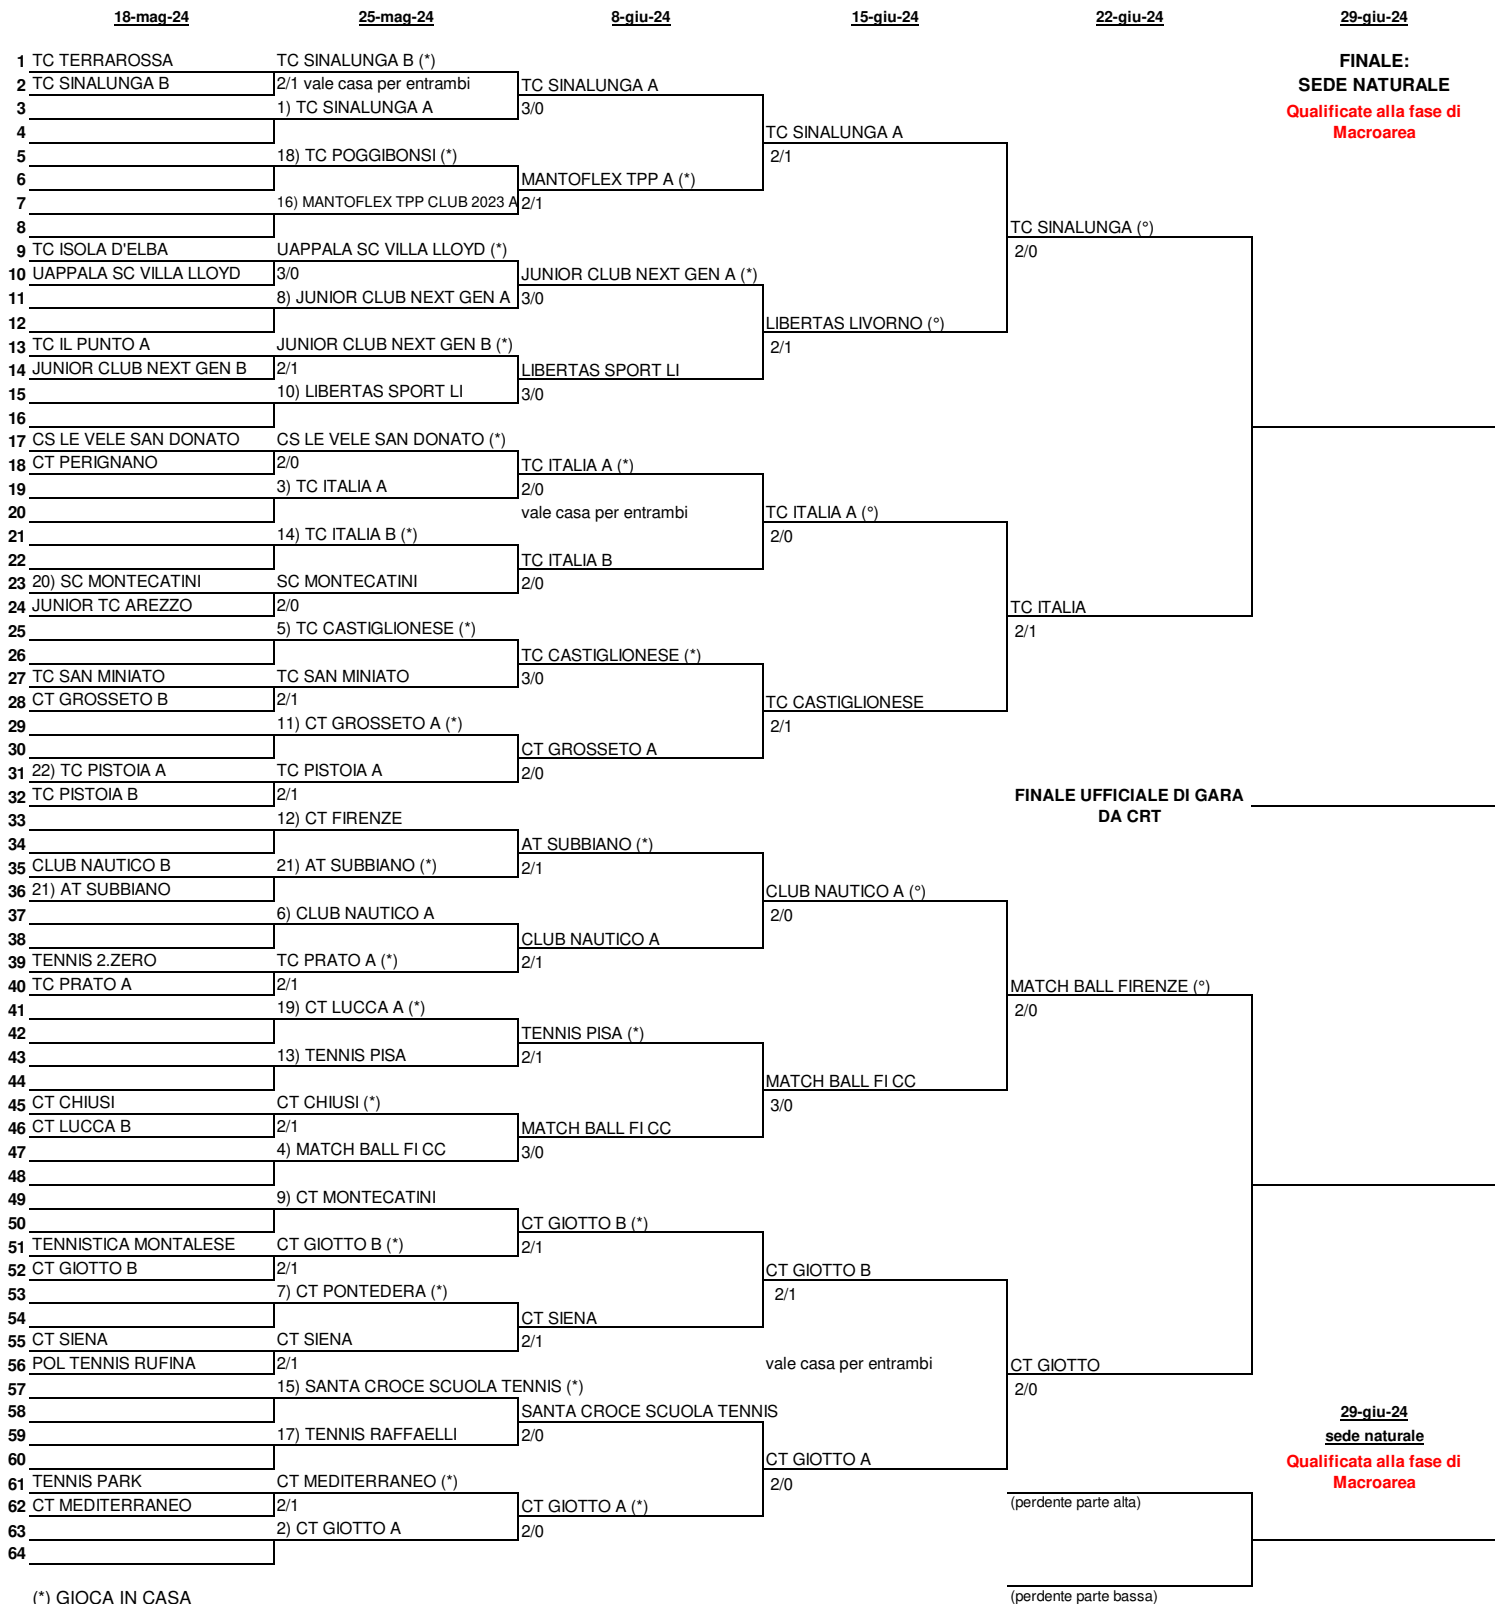 18-mag-24 25-mag-24 8-giu-24 15-giu-24 22-giu-24 29-giu-24
1 TC TERRAROSSA TC SINALUNGA B (*) FINALE:
2 TC SINALUNGA B 2/1 vale casa per entrambi TC SINALUNGA A SEDE NATURALE
3 1) TC SINALUNGA A 3/0 Qualificate alla fase di
4 TC SINALUNGA A Macroarea
5 18) TC POGGIBONSI (*) 2/1
6 MANTOFLEX TPP A (*)
7 16) MANTOFLEX TPP CLUB 2023 A 2/1
8 TC SINALUNGA (°)
9 TC ISOLA D'ELBA UAPPALA SC VILLA LLOYD (*) 2/0
10 UAPPALA SC VILLA LLOYD 3/0 JUNIOR CLUB NEXT GEN A (*)
11 8) JUNIOR CLUB NEXT GEN A 3/0
12 LIBERTAS LIVORNO (°)
13 TC IL PUNTO A JUNIOR CLUB NEXT GEN B (*) 2/1
14 JUNIOR CLUB NEXT GEN B 2/1 LIBERTAS SPORT LI
15 10) LIBERTAS SPORT LI 3/0
16
17 CS LE VELE SAN DONATO CS LE VELE SAN DONATO (*)
18 CT PERIGNANO 2/0 TC ITALIA A (*)
19 3) TC ITALIA A 2/0
20 vale casa per entrambi TC ITALIA A (°)
21 14) TC ITALIA B (*) 2/0
22 TC ITALIA B
23 20) SC MONTECATINI SC MONTECATINI 2/0
24 JUNIOR TC AREZZO 2/0 TC ITALIA
25 5) TC CASTIGLIONESE (*) 2/1
26 TC CASTIGLIONESE (*)
27 TC SAN MINIATO TC SAN MINIATO 3/0
28 CT GROSSETO B 2/1 TC CASTIGLIONESE
29 11) CT GROSSETO A (*) 2/1
30 CT GROSSETO A
31 22) TC PISTOIA A TC PISTOIA A 2/0
32 TC PISTOIA B 2/1 FINALE UFFICIALE DI GARA
33 12) CT FIRENZE DA CRT
34 AT SUBBIANO (*)
35 CLUB NAUTICO B 21) AT SUBBIANO (*) 2/1
36 21) AT SUBBIANO CLUB NAUTICO A (°)
37 6) CLUB NAUTICO A 2/0
38 CLUB NAUTICO A
39 TENNIS 2.ZERO TC PRATO A (*) 2/1
40 TC PRATO A 2/1 MATCH BALL FIRENZE (°)
41 19) CT LUCCA A (*) 2/0
42 TENNIS PISA (*)
43 13) TENNIS PISA 2/1
44 MATCH BALL FI CC
45 CT CHIUSI CT CHIUSI (*) 3/0
46 CT LUCCA B 2/1 MATCH BALL FI CC
47 4) MATCH BALL FI CC 3/0
48
49 9) CT MONTECATINI
50 CT GIOTTO B (*)
51 TENNISTICA MONTALESE CT GIOTTO B (*) 2/1
52 CT GIOTTO B 2/1 CT GIOTTO B
53 7) CT PONTEDERA (*) 2/1
54 CT SIENA
55 CT SIENA CT SIENA 2/1
56 POL TENNIS RUFINA 2/1 vale casa per entrambi CT GIOTTO
57 15) SANTA CROCE SCUOLA TENNIS (*) 2/0
58 SANTA CROCE SCUOLA TENNIS 29-giu-24
59 17) TENNIS RAFFAELLI 2/0 sede naturale
60 CT GIOTTO A Qualificata alla fase di
61 TENNIS PARK CT MEDITERRANEO (*) 2/0 Macroarea
62 CT MEDITERRANEO 2/1 CT GIOTTO A (*) (perdente parte alta)
63 2) CT GIOTTO A 2/0
64
(*) GIOCA IN CASA (perdente parte bassa)